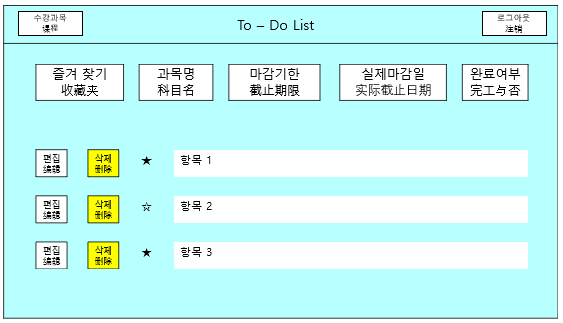 수강과목
课程
To – Do List
로그아웃
注销
즐겨 찾기
收藏夹
과목명
科目名
마감기한
截止期限
실제마감일
实际截止日期
완료여부
完工与否
편집
编辑
삭제
删除
★
항목 1
편집
编辑
삭제
删除
☆
항목 2
편집
编辑
삭제
删除
★
항목 3